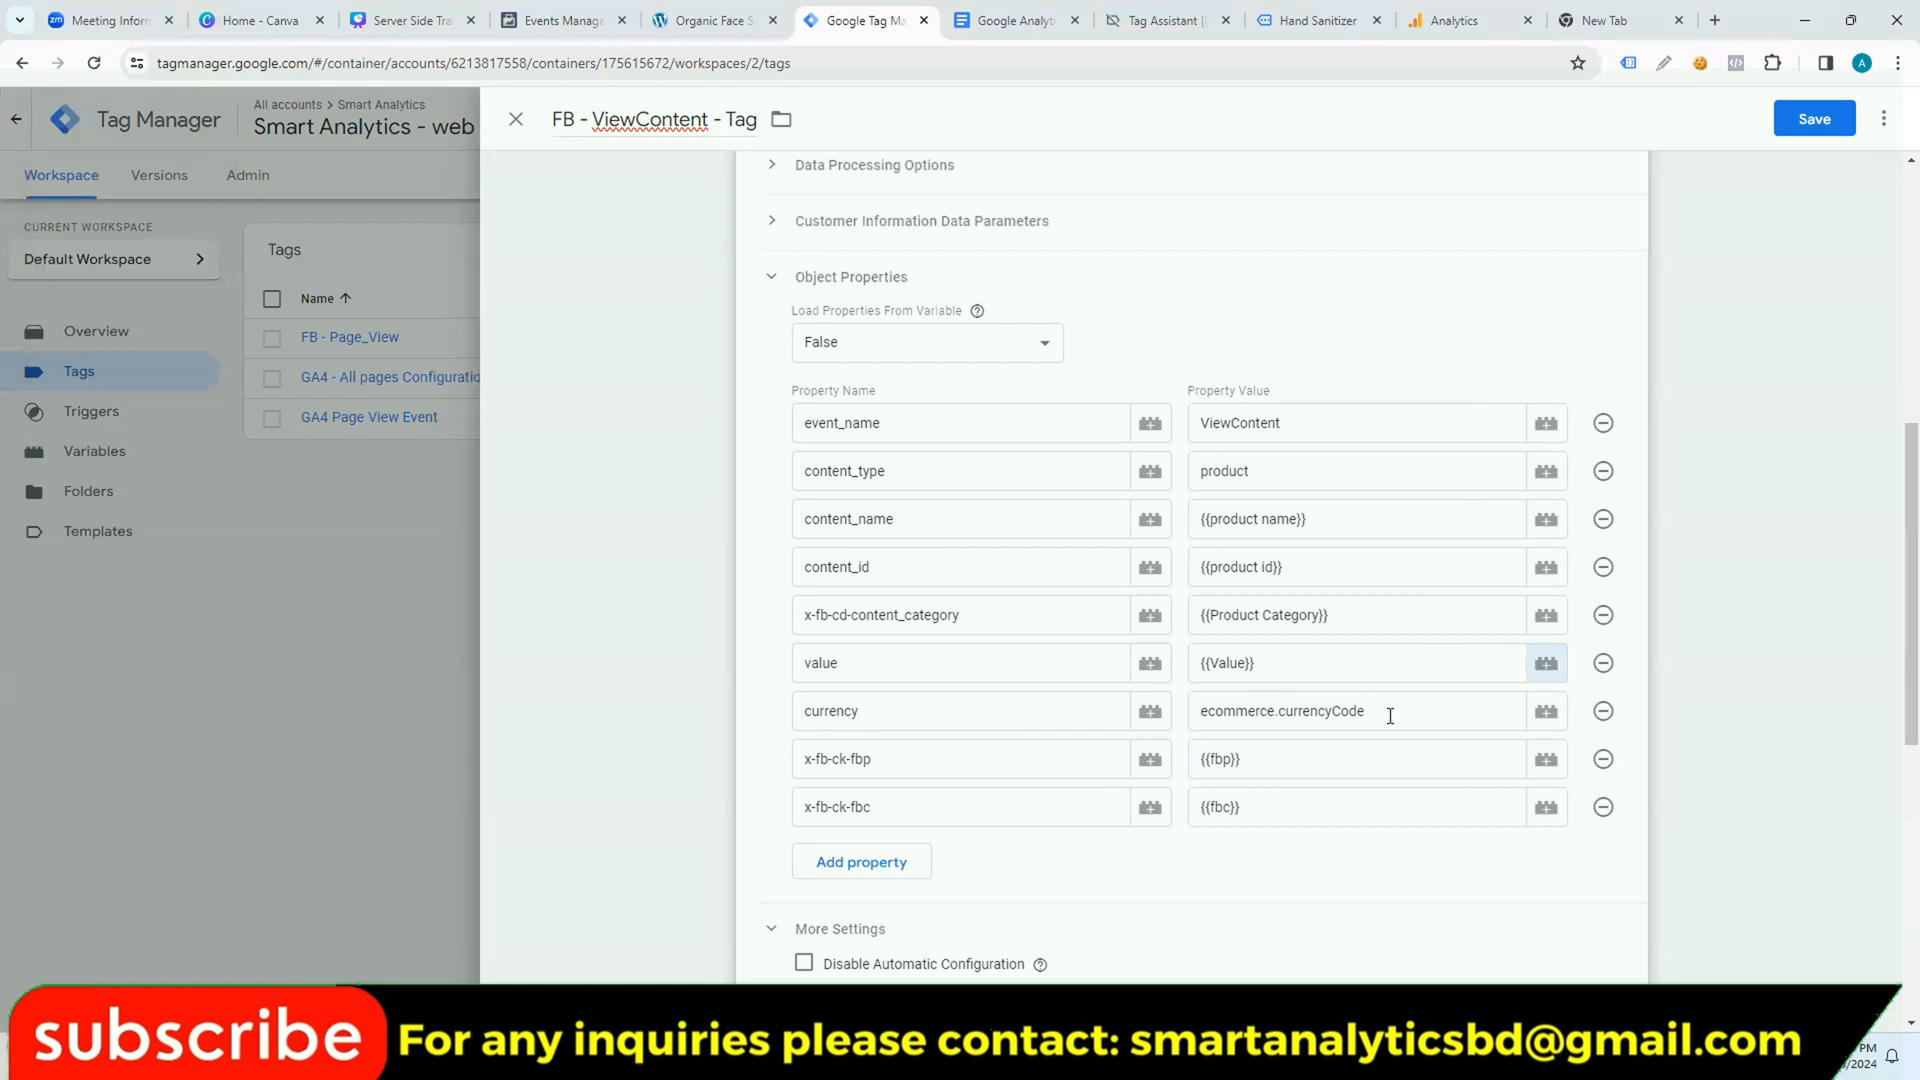 Meeting Inform
Home - Canva
Server Side Tra
Events Manage
Organic Face S
Google Tag Ma
Google Analyt
Tag Assistant [
Hand Sanitizer
Analytics
New Tab
tagmanager.google.com/#/container/accounts/6213817558/containers/175615672/workspaces/2/tags
A
Tag Manager
All accounts > Smart Analytics
Smart Analytics - web
FB - ViewContent - Tag
Save
Workspace
Versions
Admin
CURRENT WORKSPACE
Default Workspace
Overview
Tags
Triggers
Variables
Folders
Templates
Tags
Name
FB - Page_View
GA4 - All pages Configuratio
GA4 Page View Event
Data Processing Options
Customer Information Data Parameters
Object Properties
Load Properties From Variable
False
Property Name
Property Value
event_name
ViewContent
content_type
product
content_name
{{product name}}
content_id
{{product id}}
x-fb-cd-content_category
{{Product Category}}
value
{{Value}}
currency
ecommerce.currencyCode
x-fb-ck-fbp
{{fbp}}
x-fb-ck-fbc
{{fbc}}
Add property
More Settings
Disable Automatic Configuration
subscribe
For any inquiries please contact: smartanalyticsbd@gmail.com
PM
/2024